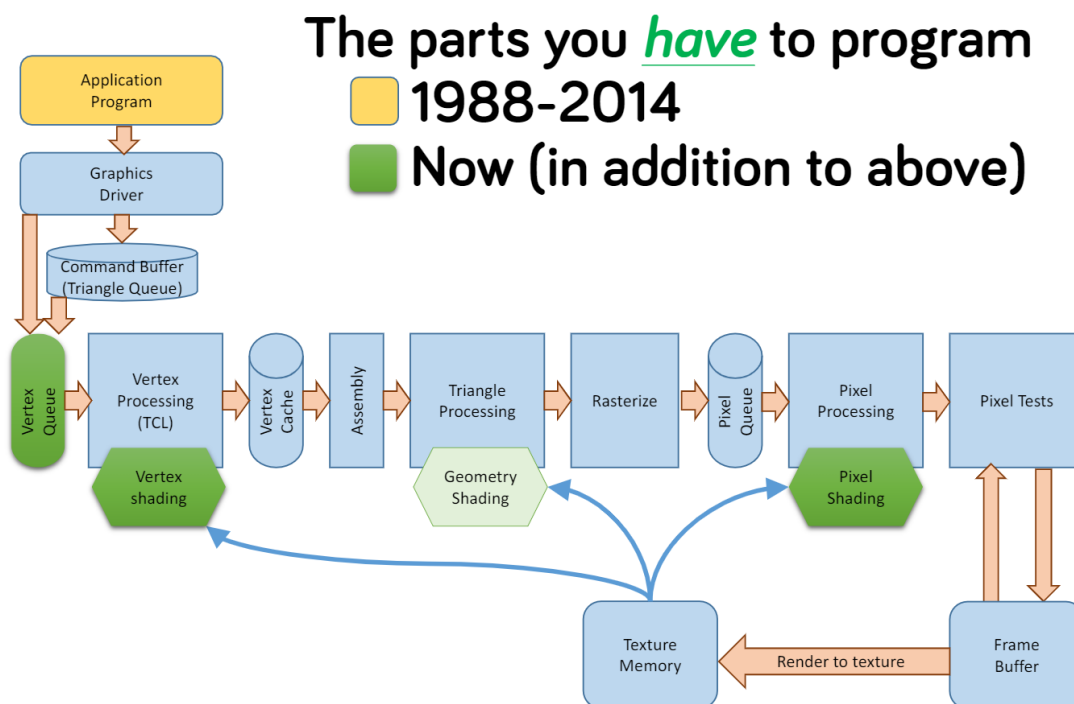 The parts you have to program
1988-2014
Now (in addition to above)
Application
Program
Graphics
Driver
Command Buffer
(Triangle Queue)
Vertex
Queue
Vertex
Processing
(TCL)
Vertex
shading
Vertex
Cache
Assembly
Triangle
Processing
Geometry
Shading
Rasterize
Pixel
Queue
Pixel
Processing
Pixel
Shading
Pixel Tests
Texture
Memory
Render to texture
Frame
Buffer